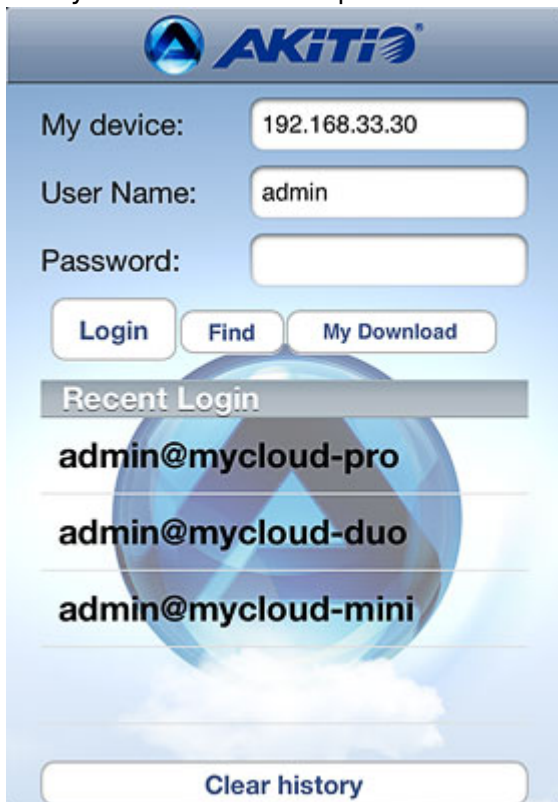 AKiTiO
My device: 192.168.33.30
User Name: admin
Password:
Login Find My Download
Recent Login
admin@mycloud-pro
admin@mycloud-duo
admin@mycloud-mini
Clear history